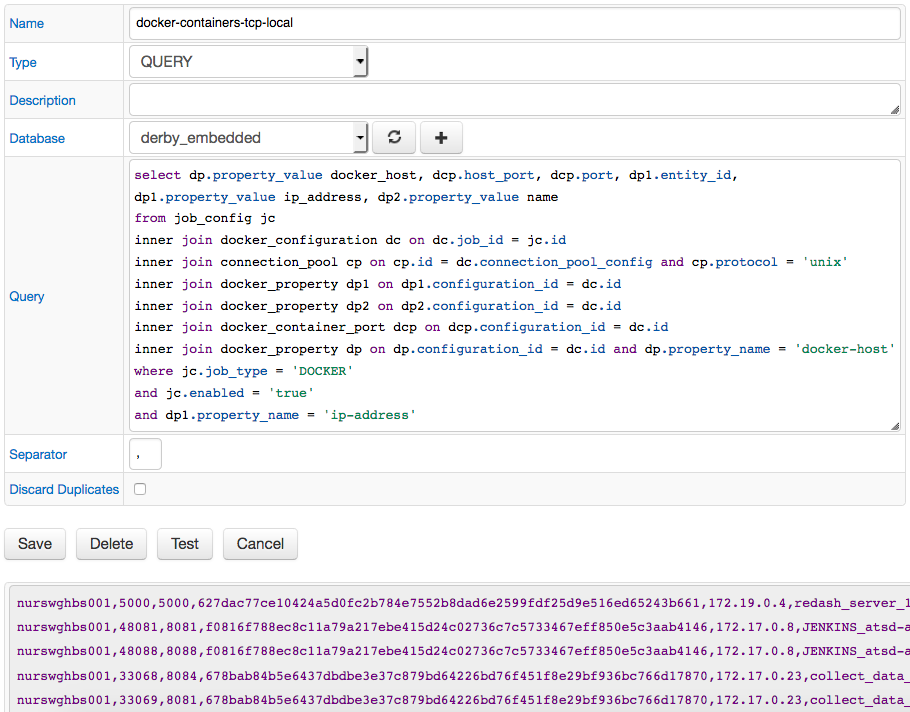 Name docker-containers-tcp-local
Type QUERY
Description
Database derby_embedded
Query
select dp.property_value docker_host, dcp.host_port, dcp.port, dp1.entity_id,
dp1.property_value ip_address, dp2.property_value name
from job_config jc
inner join docker_configuration dc on dc.job_id = jc.id
inner join connection_pool cp on cp.id = dc.connection_pool_config and cp.protocol = 'unix'
inner join docker_property dp1 on dp1.configuration_id = dc.id
inner join docker_property dp2 on dp2.configuration_id = dc.id
inner join docker_container_port dcp on dcp.configuration_id = dc.id
inner join docker_property dp on dp.configuration_id = dc.id and dp.property_name = 'docker-host'
where jc.job_type = 'DOCKER'
and jc.enabled = 'true'
and dp1.property_name = 'ip-address'
Separator ,
Discard Duplicates
Save Delete Test Cancel
nurswghbs001,5000,5000,627dac77ce10424a5d0fc2b784e7552b8dad6e2599fdf25d9e516ed65243b661,172.19.0.4,redash_server_1
nurswghbs001,48081,8081,f0816f788ec8c11a79a217ebe415d24c02736c7c5733467eff850e5c3aab4146,172.17.0.8,JENKINS_atsd-a
nurswghbs001,48088,8088,f0816f788ec8c11a79a217ebe415d24c02736c7c5733467eff850e5c3aab4146,172.17.0.8,JENKINS_atsd-a
nurswghbs001,33068,8084,678bab84b5e6437dbdbe3e37c879bd64226bd76f451f8e29bf936bc766d17870,172.17.0.23,collect_data_
nurswghbs001,33069,8081,678bab84b5e6437dbdbe3e37c879bd64226bd76f451f8e29bf936bc766d17870,172.17.0.23,collect_data_